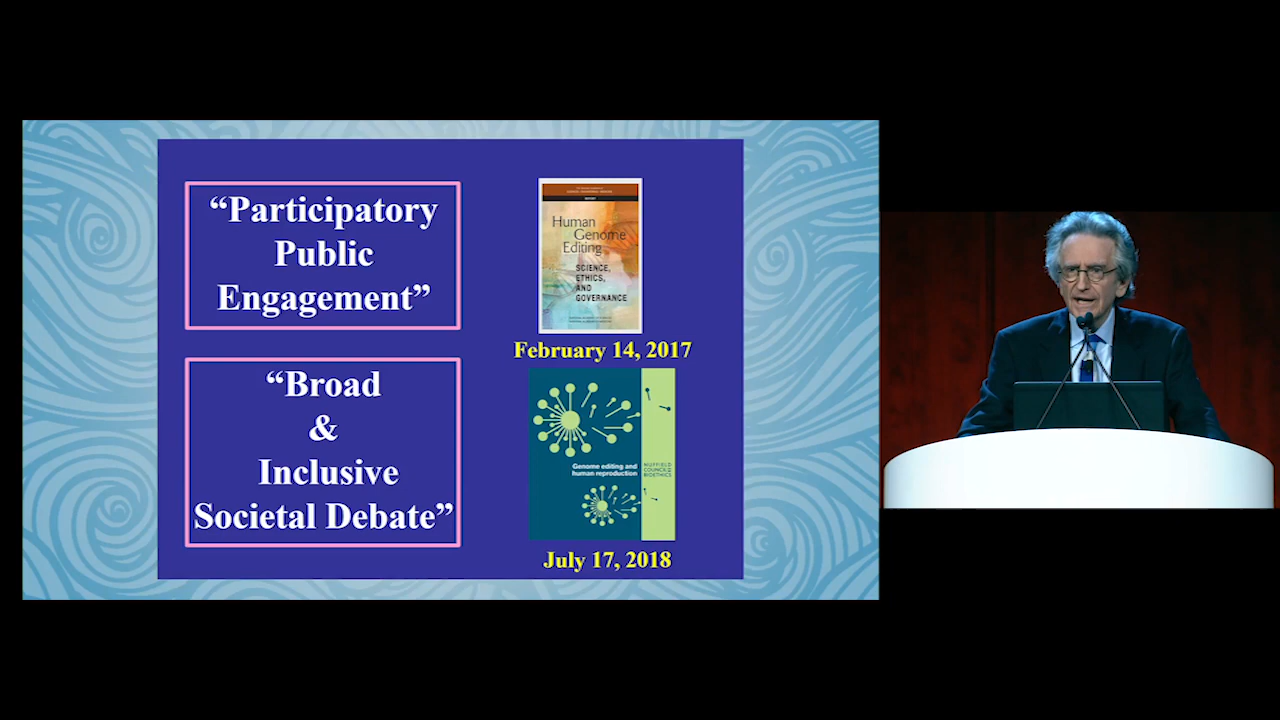 “Participatory
Public
Engagement”
Human
Genome
Editing
SCIENCE,
ETHICS,
AND
GOVERNANCE
February 14, 2017
“Broad
&
Inclusive
Societal Debate”
Genome editing and
human reproduction
NUFFIELD
COUNCIL ON
BIOETHICS
July 17, 2018